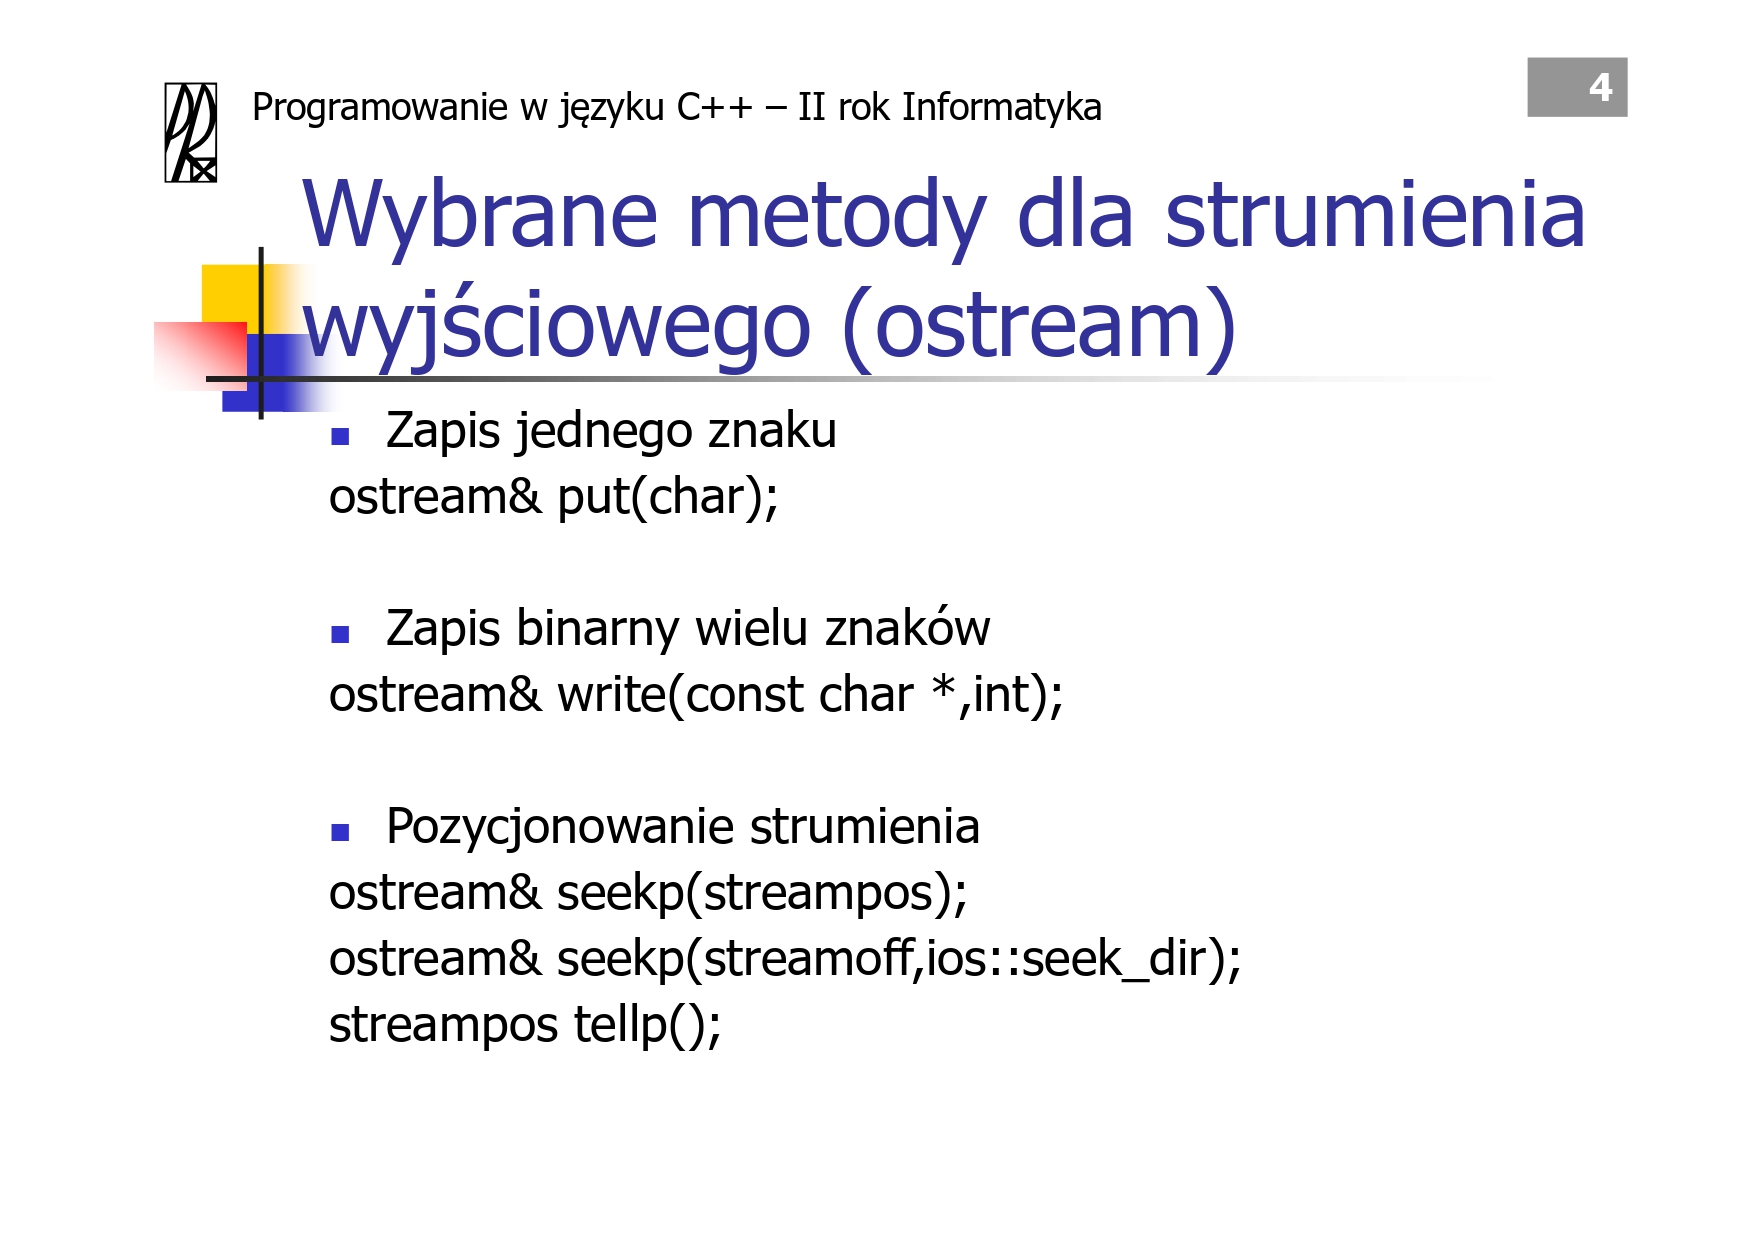 Programowanie w języku C++ – II rok Informatyka
4
Wybrane metody dla strumienia
wyjściowego (ostream)
Zapis jednego znaku
ostream& put(char);
Zapis binarny wielu znaków
ostream& write(const char *,int);
Pozycjonowanie strumienia
ostream& seekp(streampos);
ostream& seekp(streamoff,ios::seek_dir);
streampos tellp();